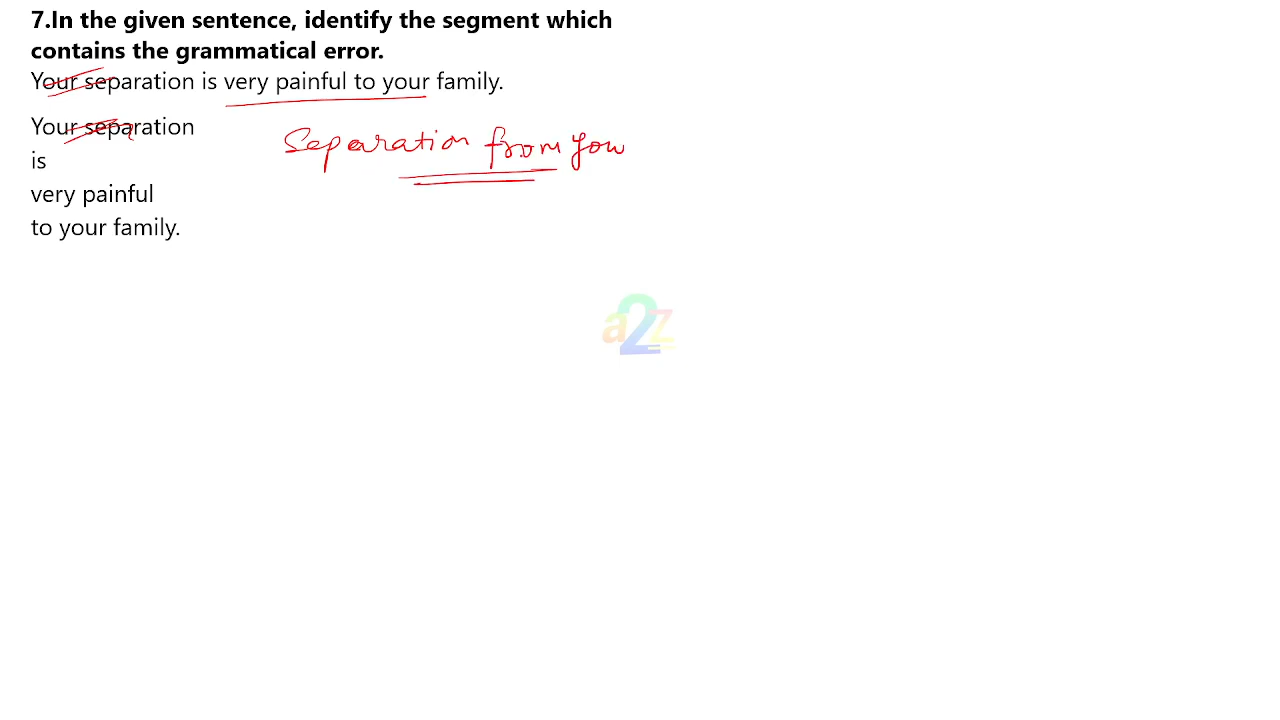 7.In the given sentence, identify the segment which
contains the grammatical error.
Your separation is very painful to your family.
Your separation
Separation from you
is
very painful
to your family.
a2z